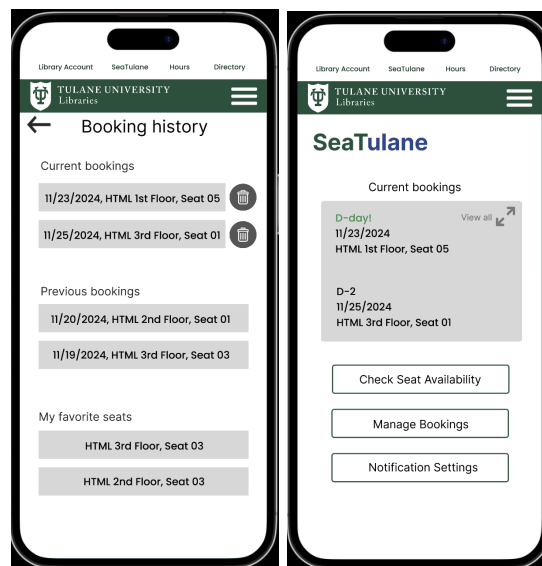 Library Account SeaTulane Hours Directory
TULANE UNIVERSITY
Libraries
Booking history
Current bookings
11/23/2024, HTML 1st Floor, Seat 05
11/25/2024, HTML 3rd Floor, Seat 01
Previous bookings
11/20/2024, HTML 2nd Floor, Seat 01
11/19/2024, HTML 3rd Floor, Seat 03
My favorite seats
HTML 3rd Floor, Seat 03
HTML 2nd Floor, Seat 03
Library Account SeaTulane Hours Directory
TULANE UNIVERSITY
Libraries
SeaTulane
Current bookings
D-day! View all
11/23/2024
HTML 1st Floor, Seat 05
D-2
11/25/2024
HTML 3rd Floor, Seat 01
Check Seat Availability
Manage Bookings
Notification Settings